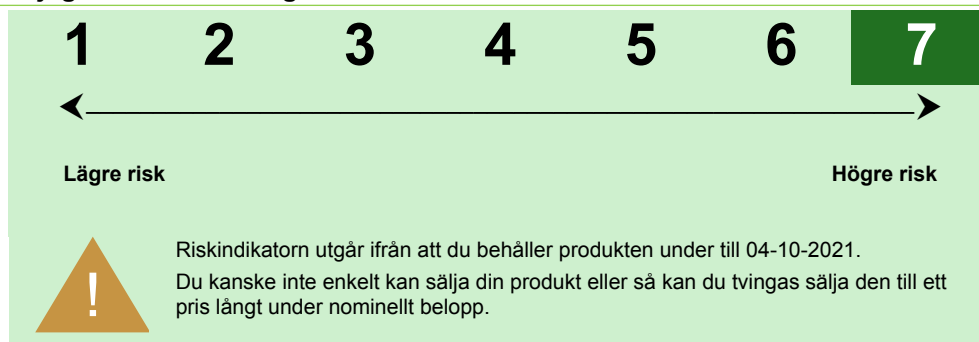 1 2 3 4 5 6 7
Lägre risk Högre risk
Riskindikatorn utgår ifrån att du behåller produkten under till 04-10-2021.
! Du kanske inte enkelt kan sälja din produkt eller så kan du tvingas sälja den till ett
pris långt under nominellt belopp.